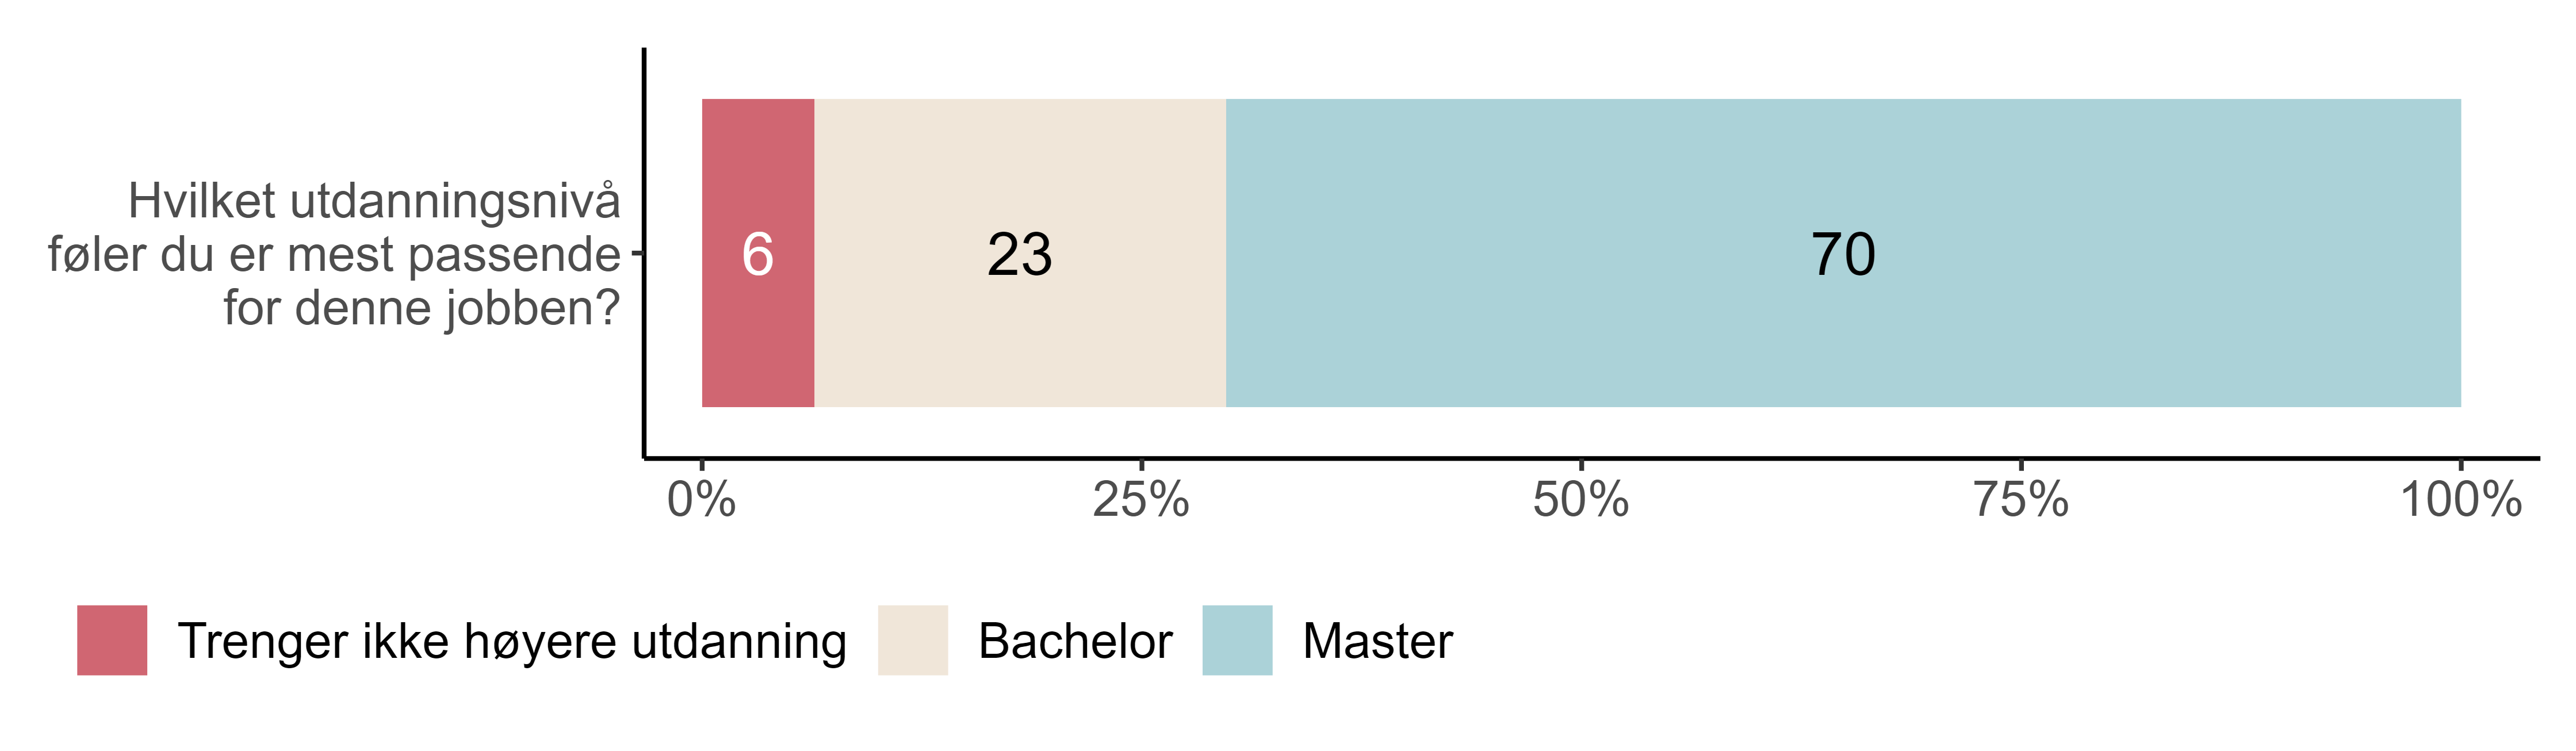 Hvilket utdanningsnivå
føler du er mest passende
for denne jobben?
6 23 70
0% 25% 50% 75% 100%
Trenger ikke høyere utdanning Bachelor Master